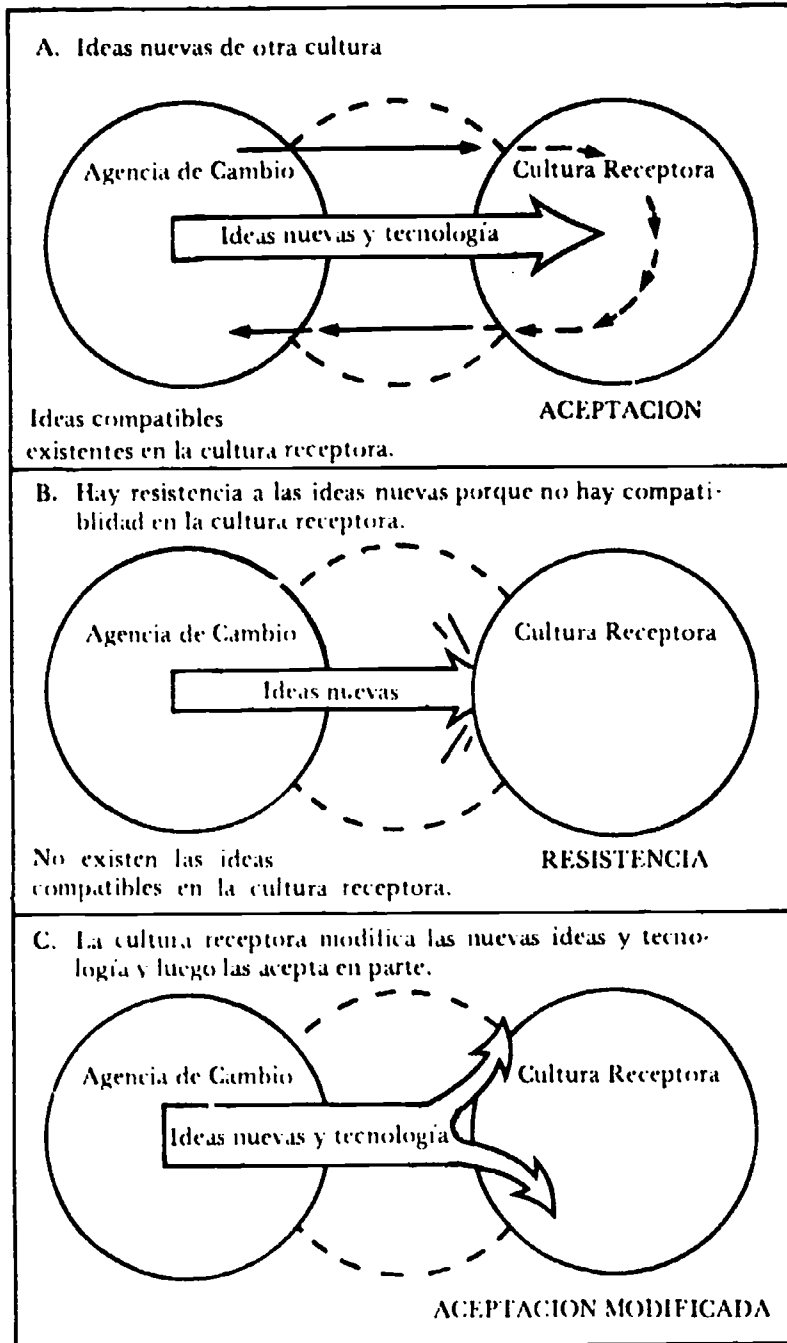 A. Ideas nuevas de otra cultura
Agencia de Cambio
Cultura Receptora
Ideas nuevas y tecnología
Ideas compatibles
existentes en la cultura receptora.
ACEPTACION
B. Hay resistencia a las ideas nuevas porque no hay compati-
blidad en la cultura receptora.
Agencia de Cambio
Cultura Receptora
Ideas nuevas
No existen las ideas
compatibles en la cultura receptora.
RESISTENCIA
C. La cultura receptora modifica las nuevas ideas y tecno-
logía y luego las acepta en parte.
Agencia de Cambio
Cultura Receptora
Ideas nuevas y tecnología
ACEPTACION MODIFICADA